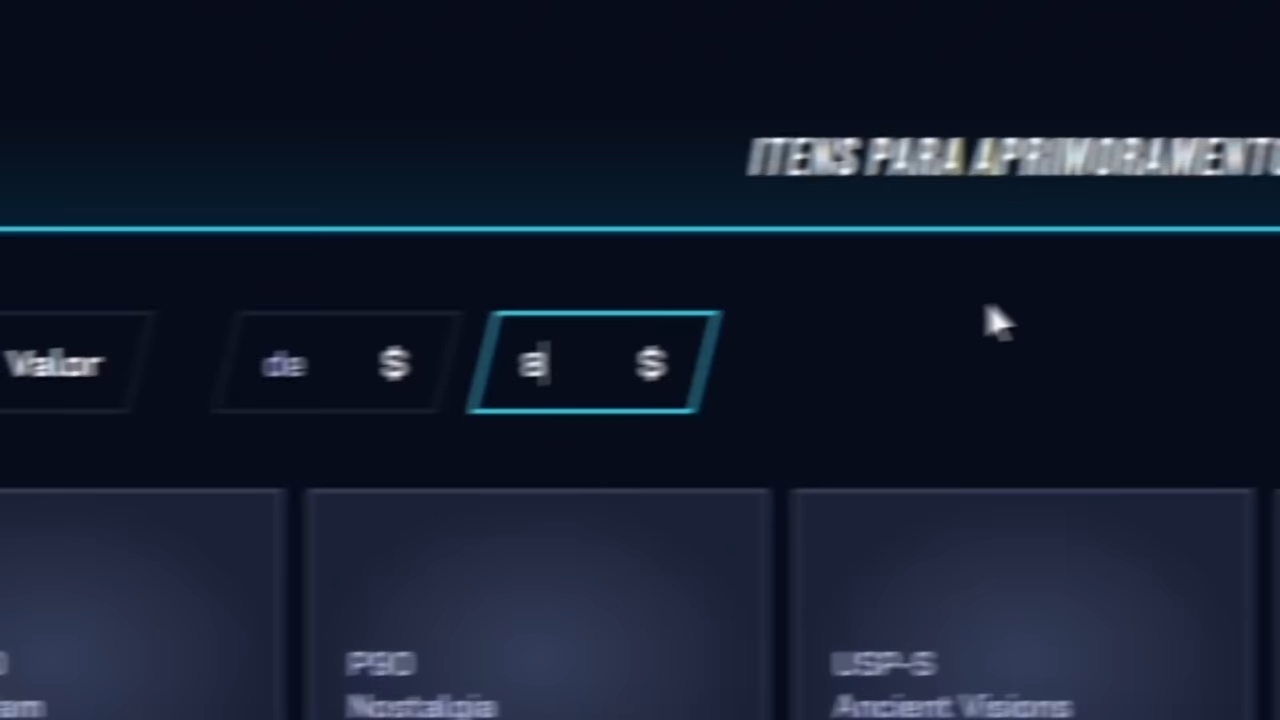 ITENS PARA APRIMORAMENTO
Valor de $ a $
P90 USP-S
Nostalgia Ancient Visions